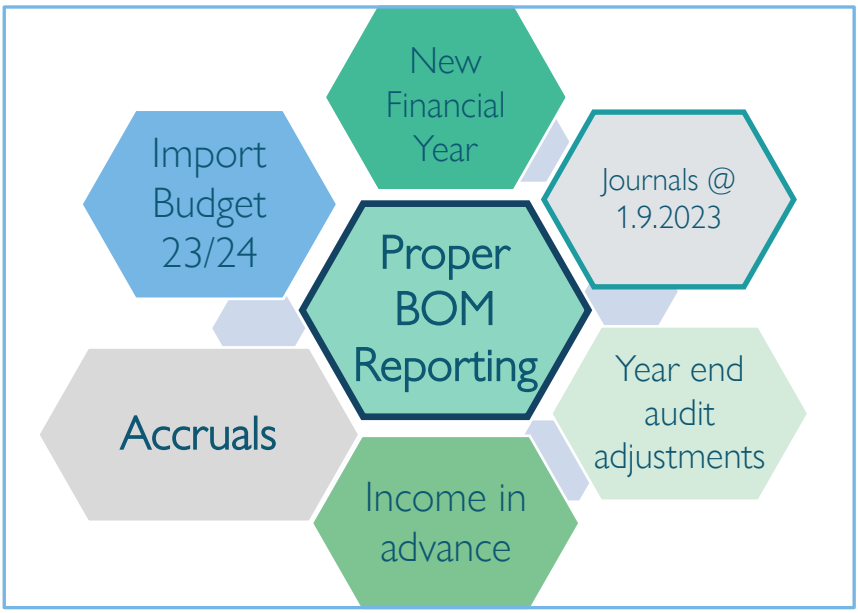 New
Financial
Year
Import
Budget
23/24
Journals @
1.9.2023
Proper
BOM
Reporting
Year end
audit
adjustments
Accruals
Income in
advance